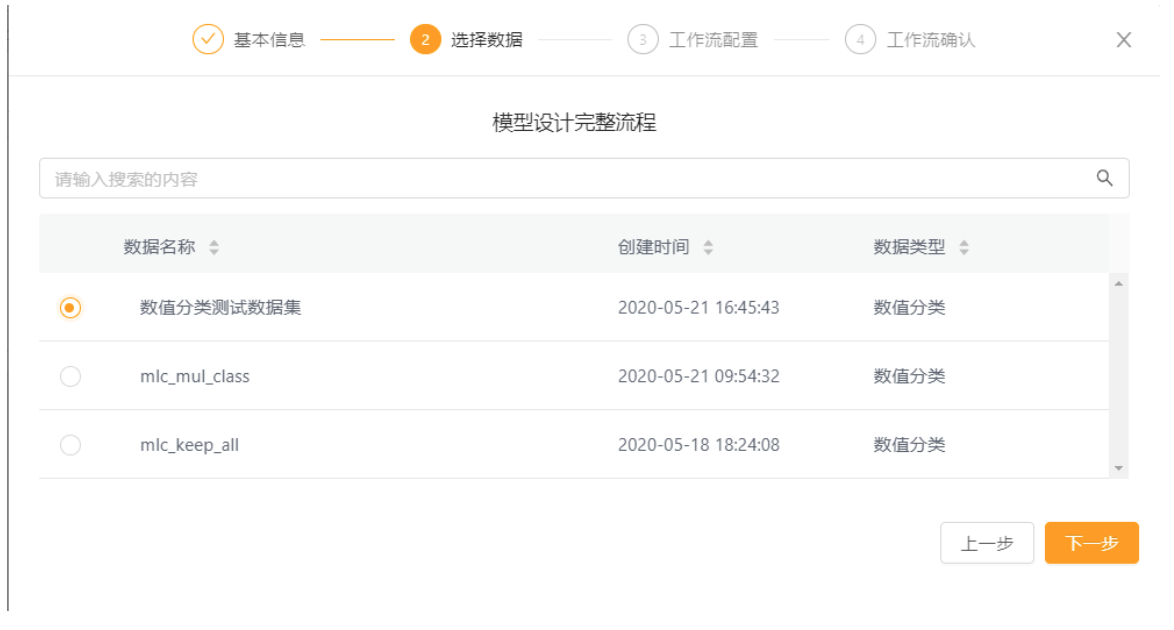 基本信息 2 选择数据 3 工作流配置 4 工作流确认
模型设计完整流程
请输入搜索的内容
数据名称 创建时间 数据类型
数值分类测试数据集 2020-05-21 16:45:43 数值分类
mlc_mul_class 2020-05-21 09:54:32 数值分类
mlc_keep_all 2020-05-18 18:24:08 数值分类
上一步 下一步